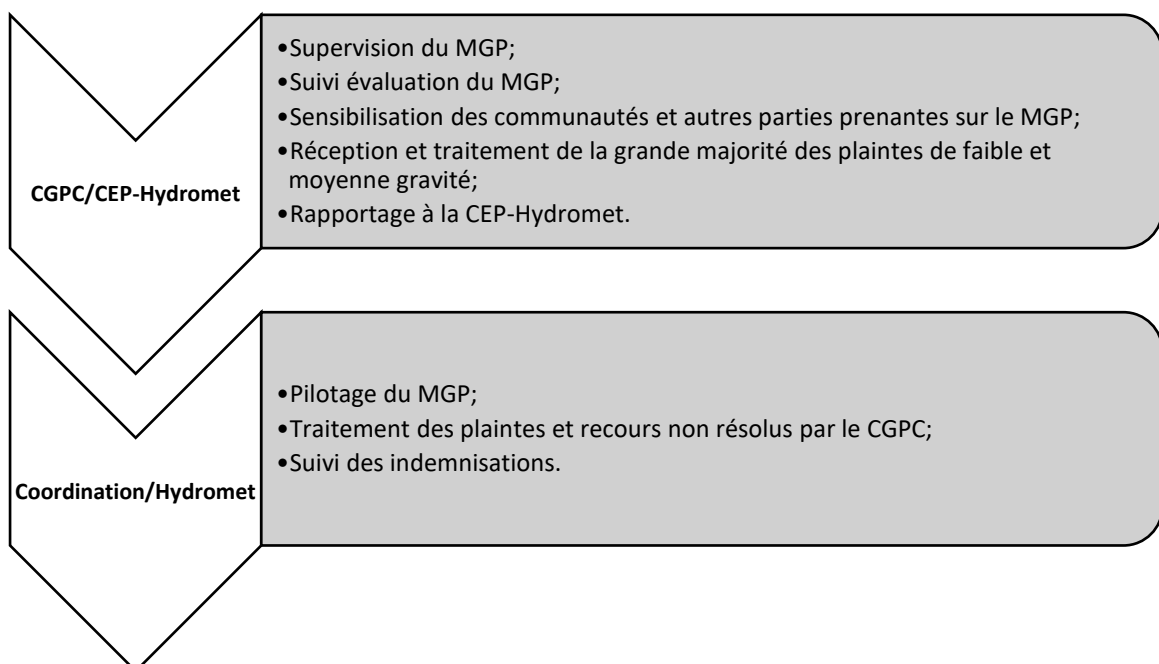 CGPC/CEP-Hydromet
•Supervision du MGP;
•Suivi évaluation du MGP;
•Sensibilisation des communautés et autres parties prenantes sur le MGP;
•Réception et traitement de la grande majorité des plaintes de faible et
moyenne gravité;
•Rapportage à la CEP-Hydromet.
Coordination/Hydromet
•Pilotage du MGP;
•Traitement des plaintes et recours non résolus par le CGPC;
•Suivi des indemnisations.